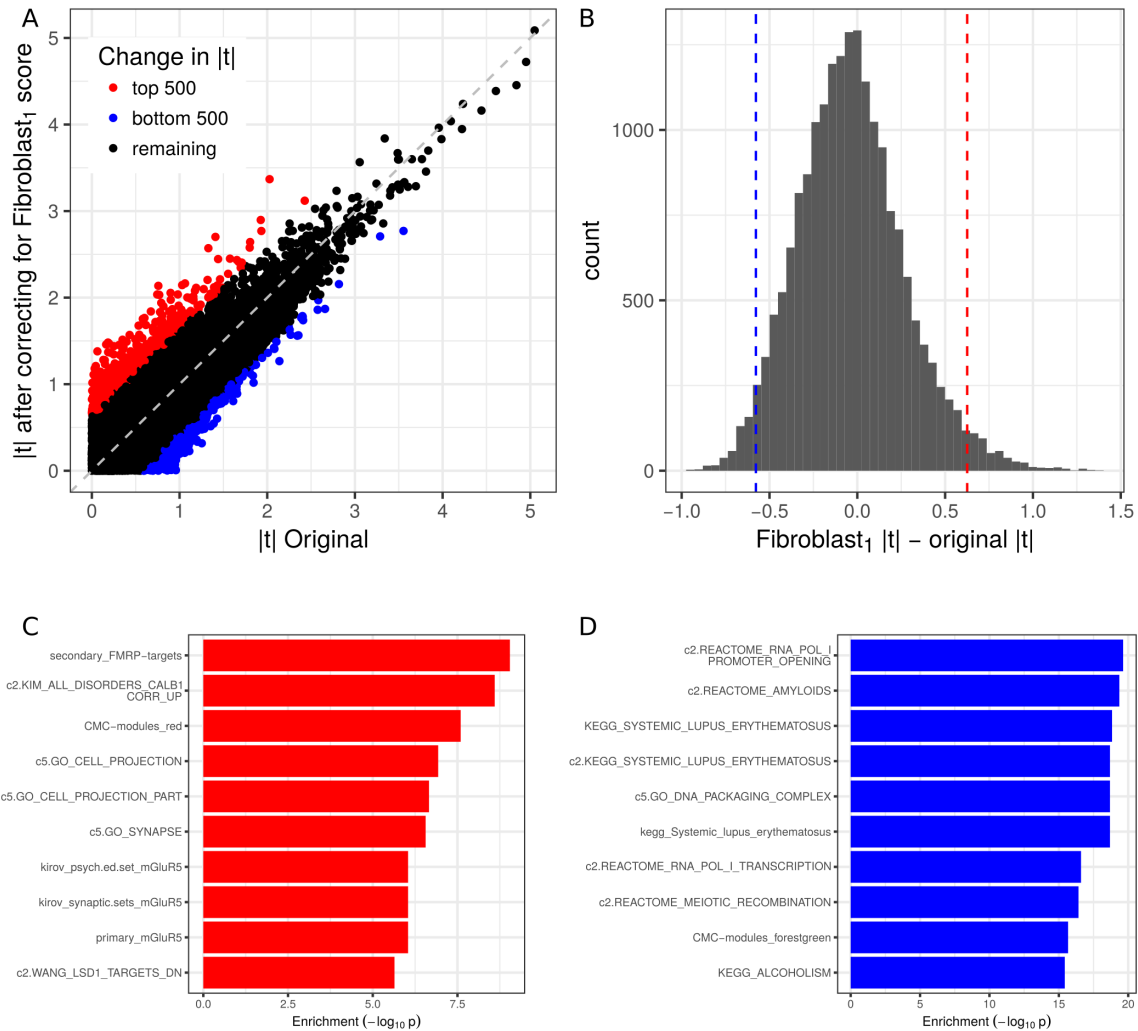 A
|t| after correcting for Fibroblast₁ score
Change in |t|
top 500
bottom 500
remaining
5
4
3
2
1
0
0 1 2 3 4 5
|t| Original
B
count
1000
500
0
−1.0 −0.5 0.0 0.5 1.0 1.5
Fibroblast₁ |t| − original |t|
C
secondary_FMRP−targets
c2.KIM_ALL_DISORDERS_CALB1
CORR_UP
CMC−modules_red
c5.GO_CELL_PROJECTION
c5.GO_CELL_PROJECTION_PART
c5.GO_SYNAPSE
kirov_psych.ed.set_mGluR5
kirov_synaptic.sets_mGluR5
primary_mGluR5
c2.WANG_LSD1_TARGETS_DN
0.0 2.5 5.0 7.5
Enrichment (−log₁₀ p)
D
c2.REACTOME_RNA_POL_I
PROMOTER_OPENING
c2.REACTOME_AMYLOIDS
KEGG_SYSTEMIC_LUPUS_ERYTHEMATOSUS
c2.KEGG_SYSTEMIC_LUPUS_ERYTHEMATOSUS
c5.GO_DNA_PACKAGING_COMPLEX
kegg_Systemic_lupus_erythematosus
c2.REACTOME_RNA_POL_I_TRANSCRIPTION
c2.REACTOME_MEIOTIC_RECOMBINATION
CMC−modules_forestgreen
KEGG_ALCOHOLISM
0 5 10 15 20
Enrichment (−log₁₀ p)